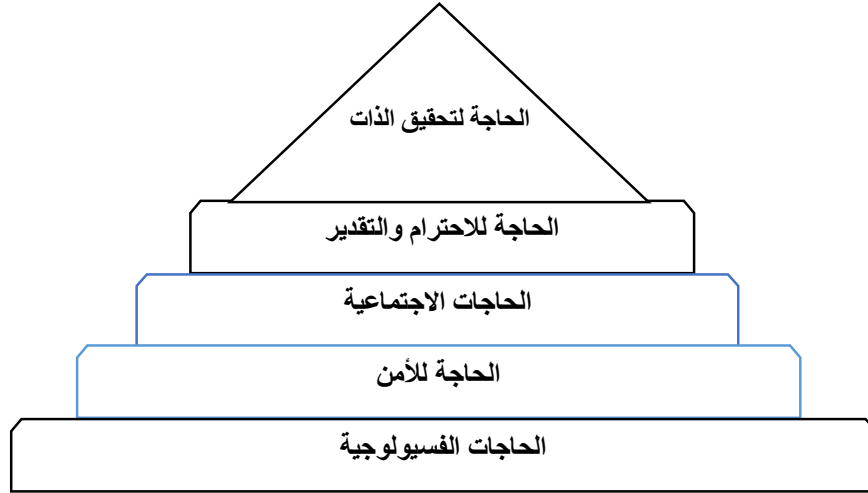 الحاجة لتحقيق الذات
الحاجة للاحترام والتقدير
الحاجات الاجتماعية
الحاجة للأمن
الحاجات الفسيولوجية